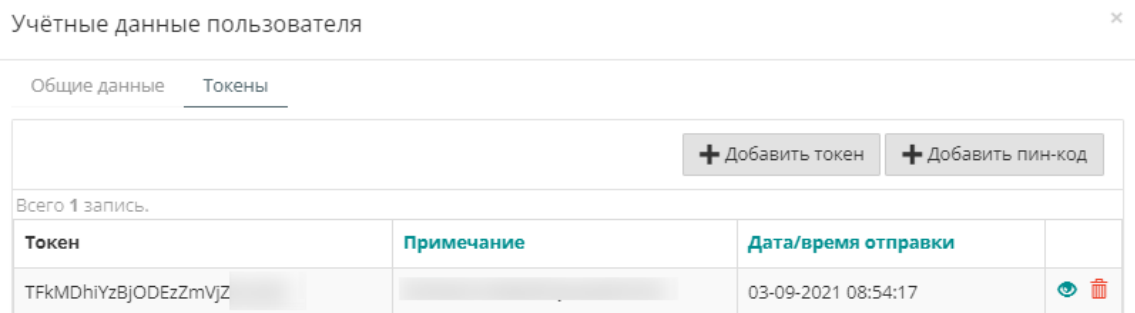 Учётные данные пользователя ×
Общие данные Токены
+ Добавить токен + Добавить пин-код
Всего 1 запись.
Токен Примечание Дата/время отправки
TFkMDhiYzBjODEzZmVjZ 03-09-2021 08:54:17